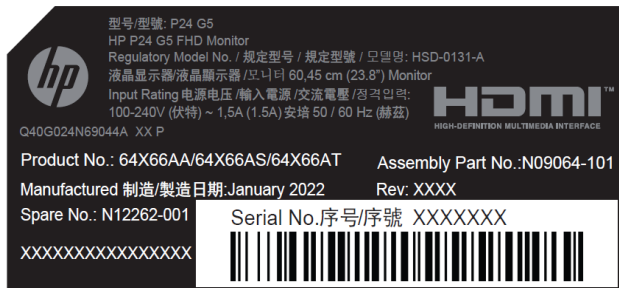 型号/型號: P24 G5
HP P24 G5 FHD Monitor
Regulatory Model No. / 规定型号 / 規定型號 / 모델명: HSD-0131-A
液晶显示器/液晶顯示器 /모니터 60,45 cm (23.8”) Monitor
Input Rating 电源电压 /輸入電源 /交流電壓 /정격입력:
100-240V (伏特) ~ 1,5A (1.5A) 安培 50 / 60 Hz (赫茲)
hp
HDMI™
HIGH-DEFINITION MULTIMEDIA INTERFACE
Q40G024N69044A XX P
Product No.: 64X66AA/64X66AS/64X66AT
Assembly Part No.:N09064-101
Manufactured 制造/製造日期:January 2022
Rev: XXXX
Spare No.: N12262-001
Serial No.序号/序號 XXXXXXX
XXXXXXXXXXXXXXXX